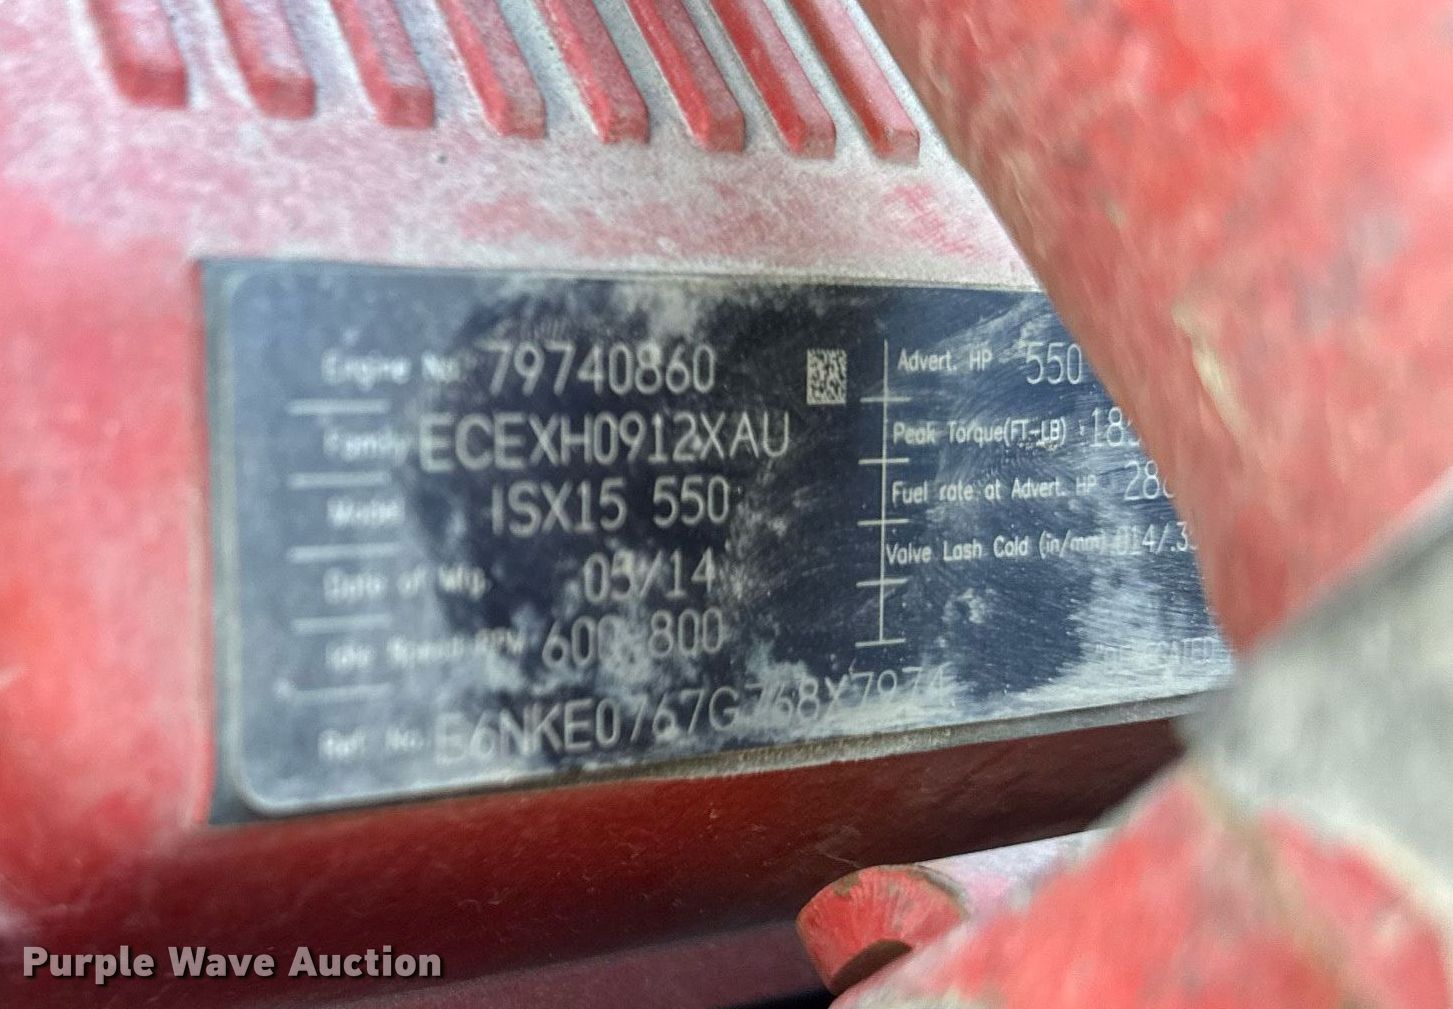 Engine No. 79740860
Family ECEXH0912XAU
Model ISX15 550
Date of Mfg. 03/14
Idle Speed RPM 600 800
Ref. No. E6NKE0767G768X7974
Advert. HP 550
Peak Torque(FT-LB)
Fuel rate at Advert. HP
Valve Lash Cold (in/mm)
Purple Wave Auction